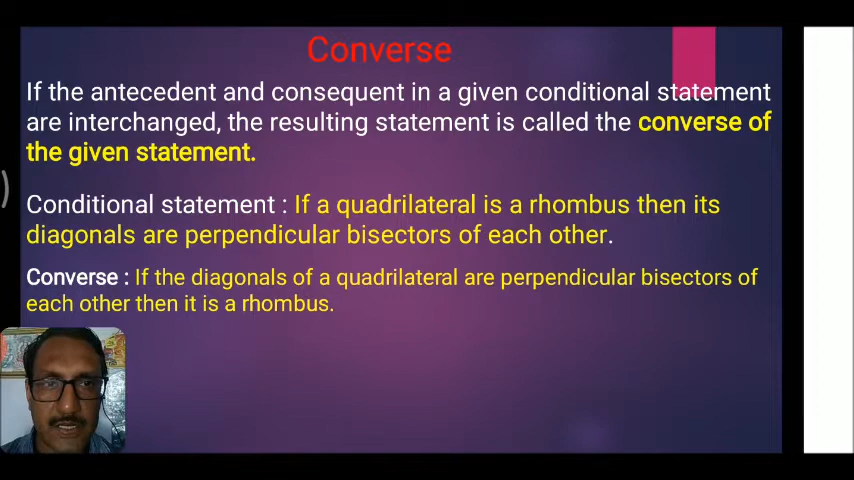 Converse
If the antecedent and consequent in a given conditional statement
are interchanged, the resulting statement is called the converse of
the given statement.
Conditional statement : If a quadrilateral is a rhombus then its
diagonals are perpendicular bisectors of each other.
Converse : If the diagonals of a quadrilateral are perpendicular bisectors of
each other then it is a rhombus.